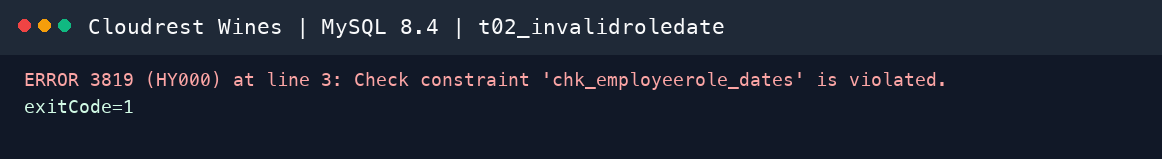 Cloudrest Wines | MySQL 8.4 | t02_invalidroledate
ERROR 3819 (HY000) at line 3: Check constraint 'chk_employeerole_dates' is violated.
exitCode=1